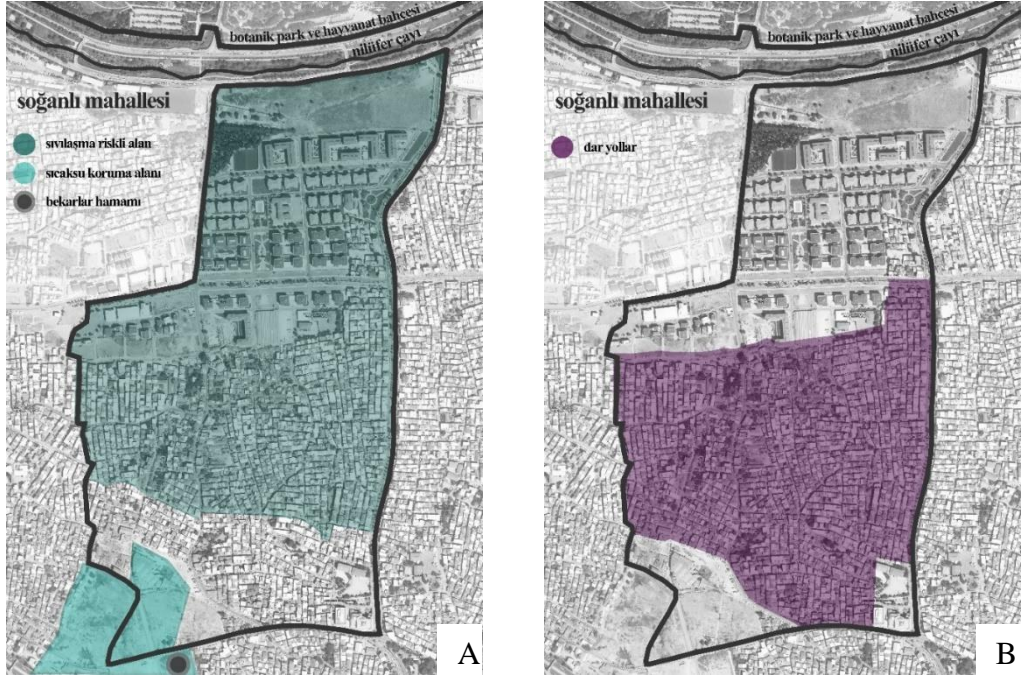 botanik park ve hayvanat bahçesi
nilüfer çayı
soğanlı mahallesi
sıvılaşma riskli alan
sıcaksu koruma alanı
bekarlar hamamı
A
botanik park ve hayvanat bahçesi
nilüfer çayı
soğanlı mahallesi
dar yollar
B